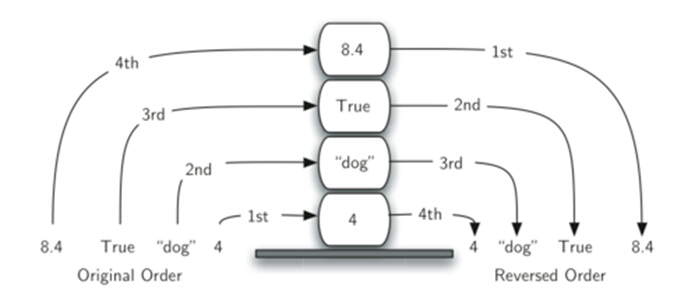 8.4
4th
1st
True
3rd
2nd
"dog"
2nd
3rd
4
1st
4th
8.4 True "dog" 4
4 "dog" True 8.4
Original Order
Reversed Order